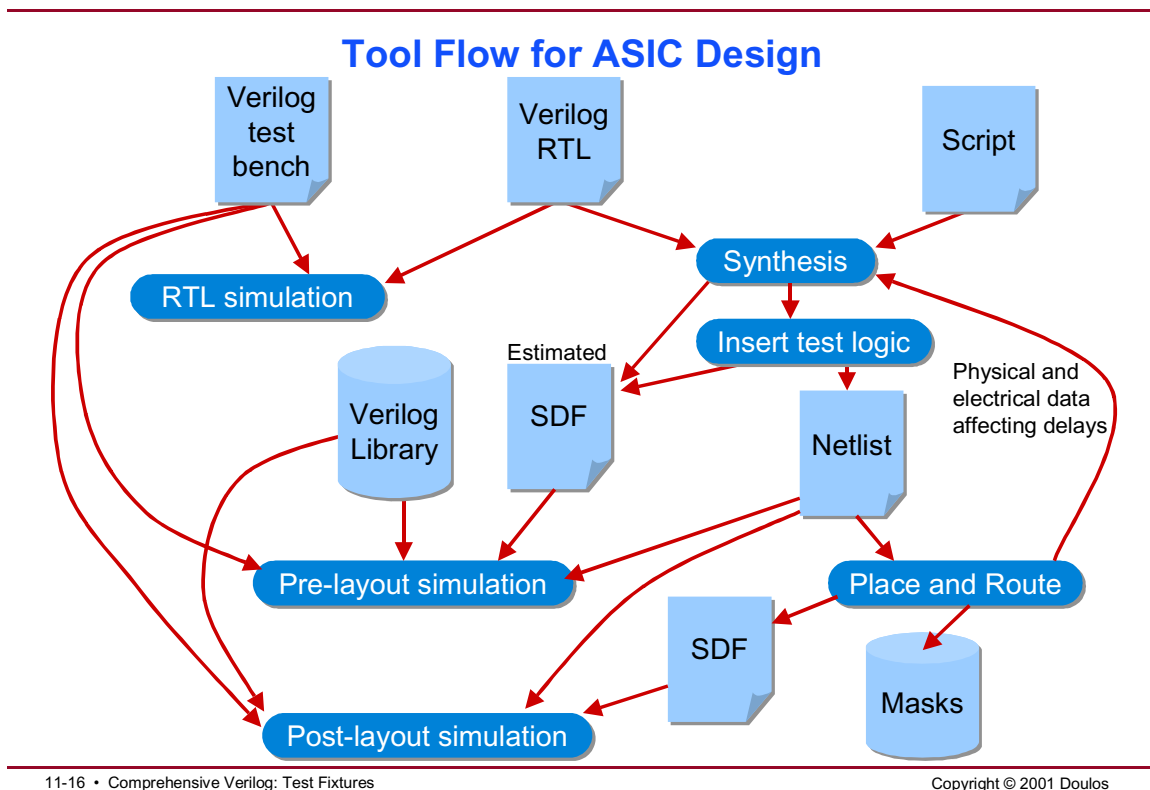 Tool Flow for ASIC Design
Verilog
test
bench
Verilog
RTL
Script
Synthesis
RTL simulation
Insert test logic
Estimated
SDF
Verilog
Library
Physical and
electrical data
affecting delays
Netlist
Pre-layout simulation
Place and Route
SDF
Masks
Post-layout simulation
11-16 • Comprehensive Verilog: Test Fixtures
Copyright © 2001 Doulos